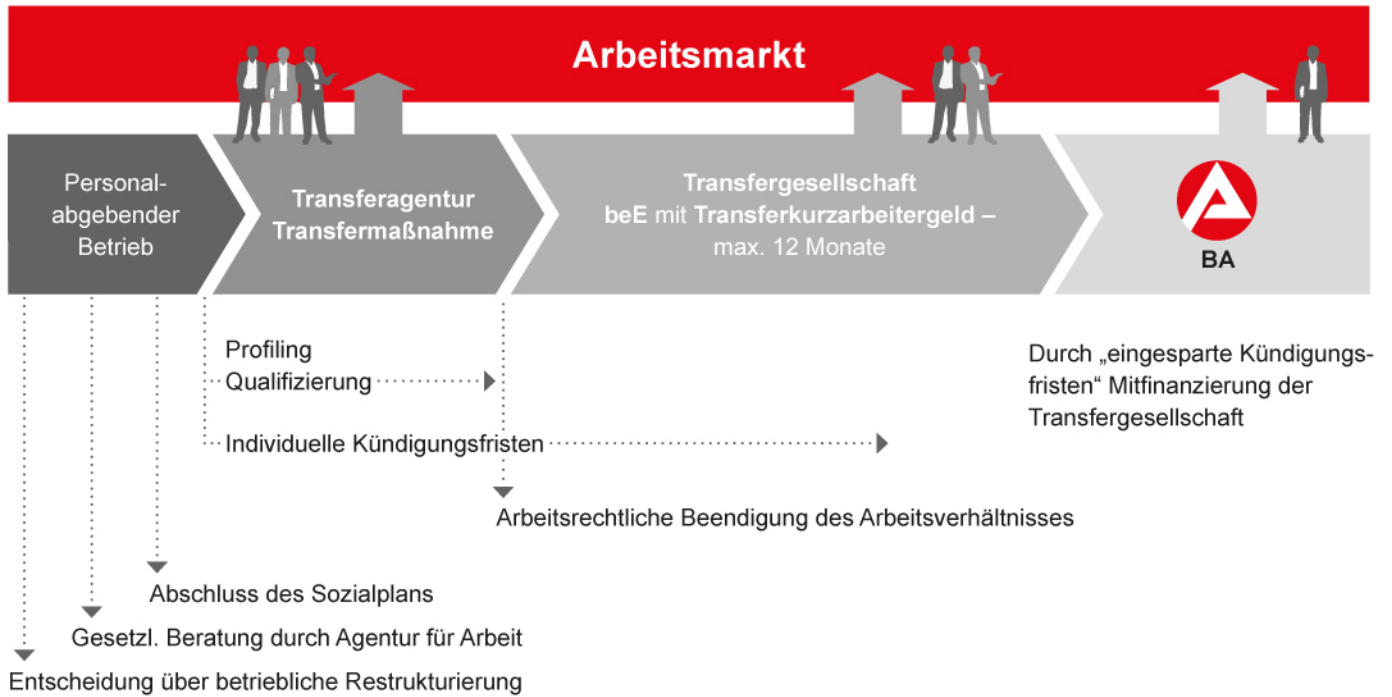 Arbeitsmarkt
Personal-
abgebender
Betrieb
Transferagentur
Transfermaßnahme
Transfergesellschaft
beE mit Transferkurzarbeitergeld –
max. 12 Monate
BA
Profiling
Qualifizierung
Individuelle Kündigungsfristen
Durch „eingesparte Kündigungs-
fristen“ Mitfinanzierung der
Transfergesellschaft
Arbeitsrechtliche Beendigung des Arbeitsverhältnisses
Abschluss des Sozialplans
Gesetzl. Beratung durch Agentur für Arbeit
Entscheidung über betriebliche Restrukturierung